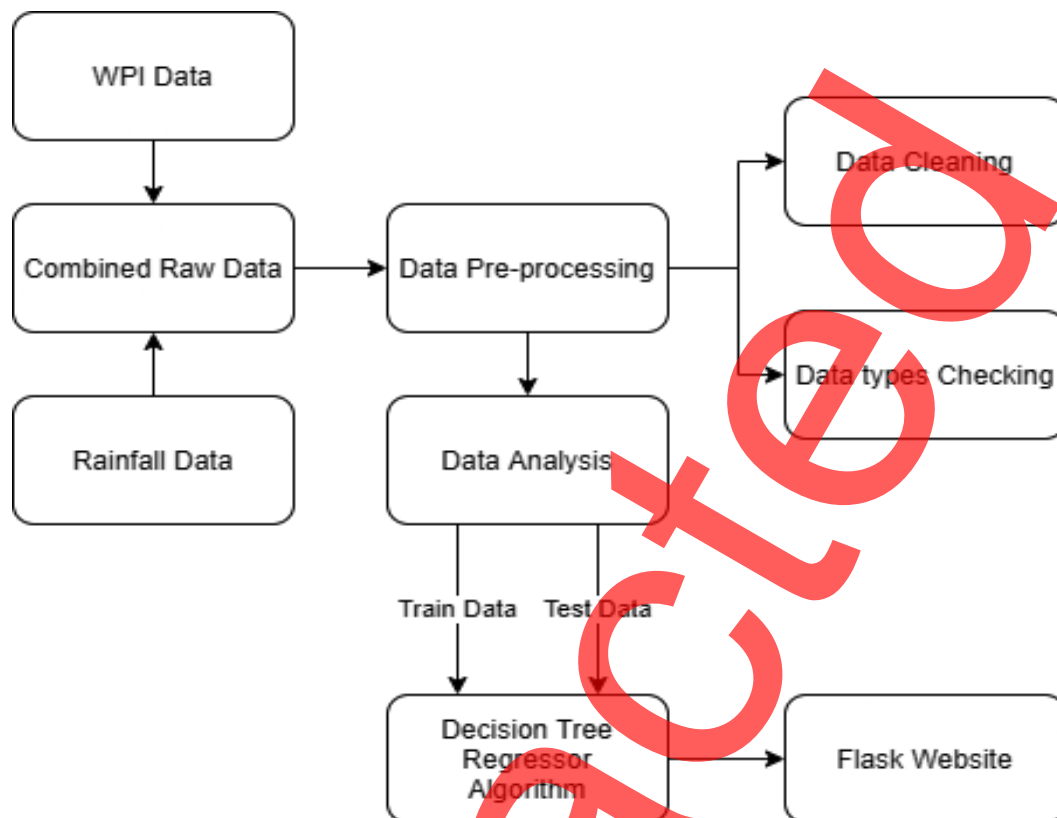 WPI Data
Data Cleaning
Combined Raw Data
Data Pre-processing
Data types Checking
Rainfall Data
Data Analysis
Train Data
Test Data
Decision Tree
Regressor
Algorithm
Flask Website
acted